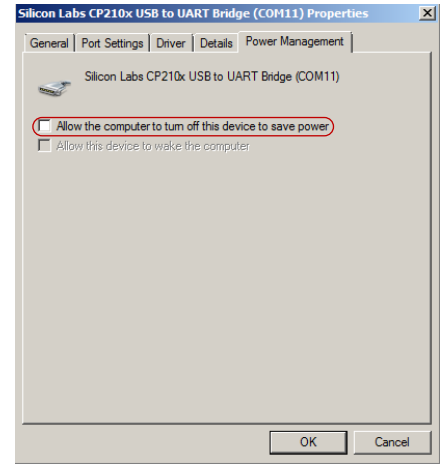 Silicon Labs CP210x USB to UART Bridge (COM11) Properties
General Port Settings Driver Details Power Management
Silicon Labs CP210x USB to UART Bridge (COM11)
Allow the computer to turn off this device to save power
Allow this device to wake the computer
OK Cancel